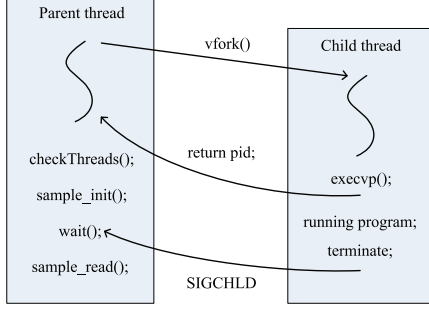 Parent thread
vfork()
Child thread
return pid;
checkThreads();
sample_init();
wait();
sample_read();
execvp();
running program;
terminate;
SIGCHLD